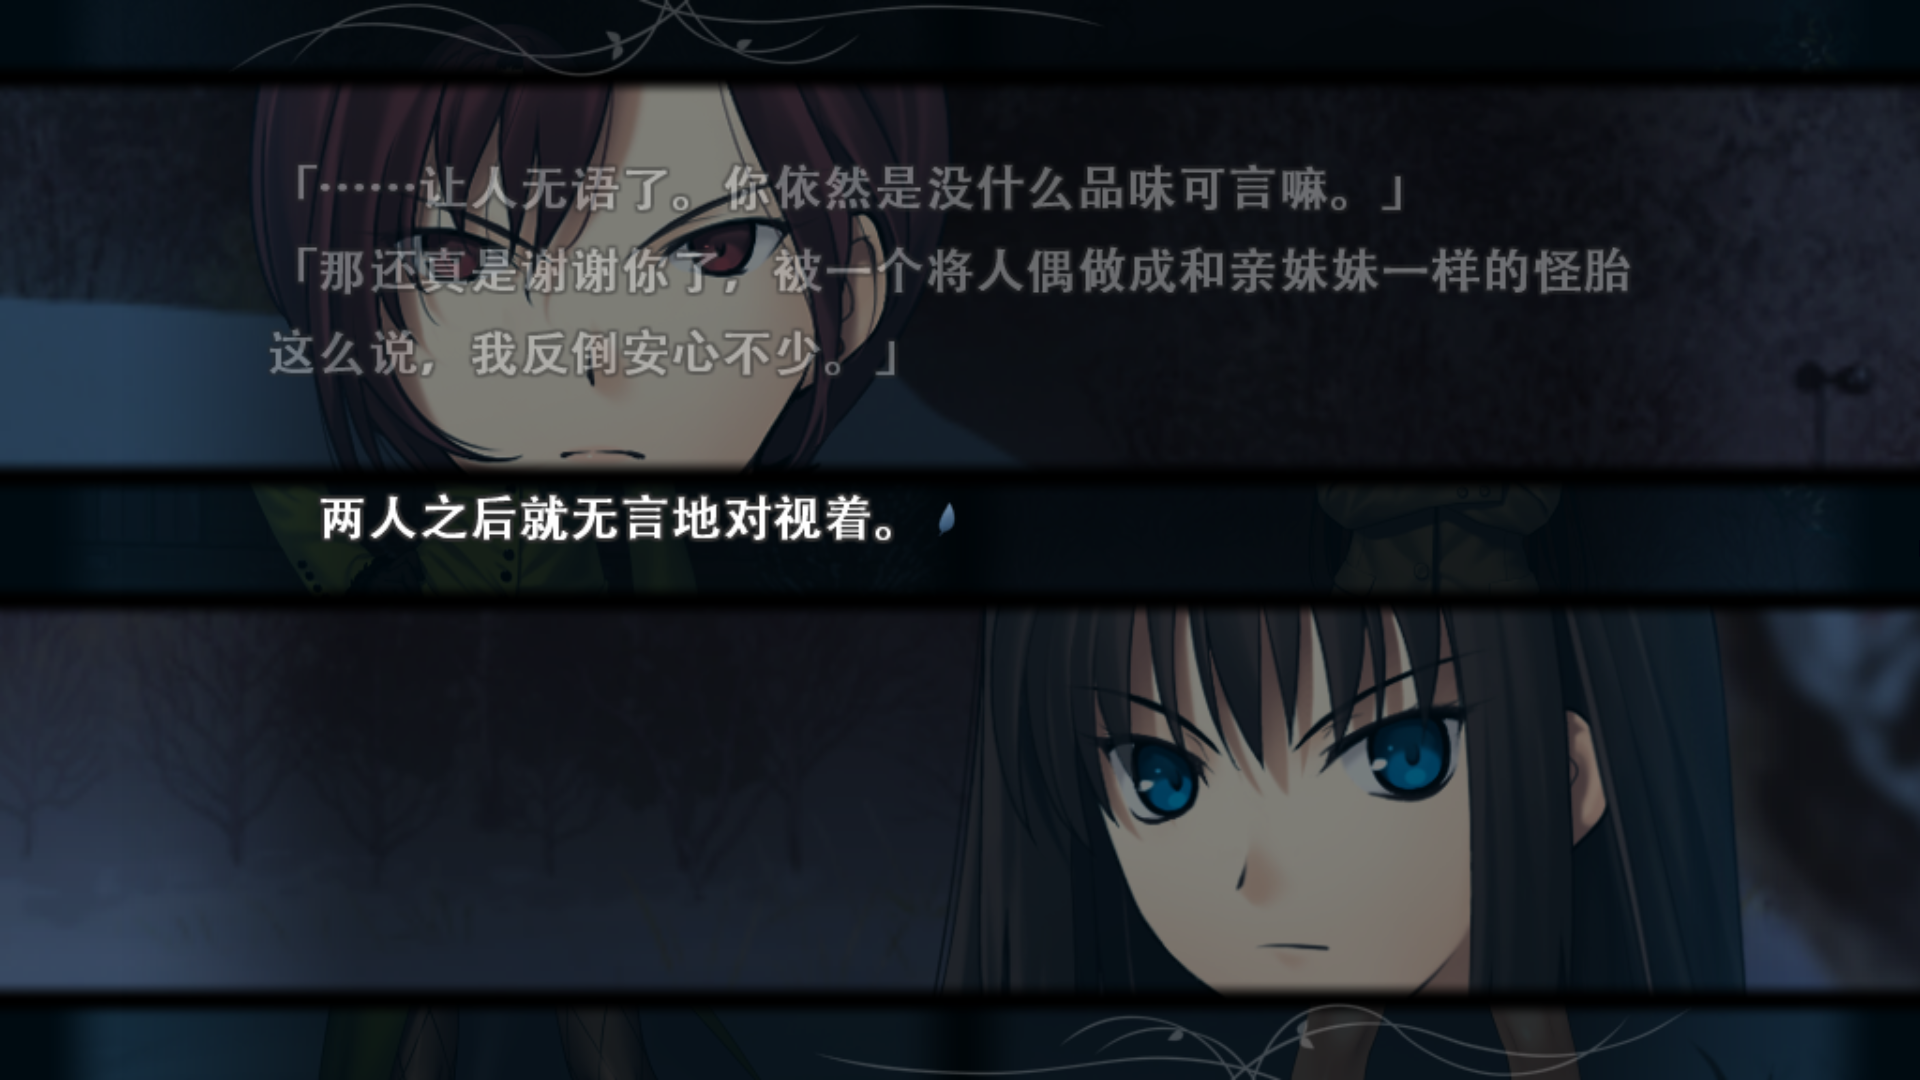 「……让人无语了。你依然是没什么品味可言嘛。」
「那还真是谢谢你了，被一个将人偶做成和亲妹妹一样的怪胎
这么说，我反倒安心不少。」
两人之后就无言地对视着。